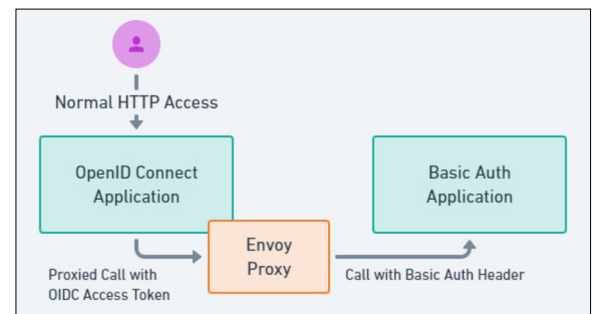 Normal HTTP Access
OpenID Connect
Application
Basic Auth
Application
Envoy
Proxy
Proxied Call with
OIDC Access Token
Call with Basic Auth Header